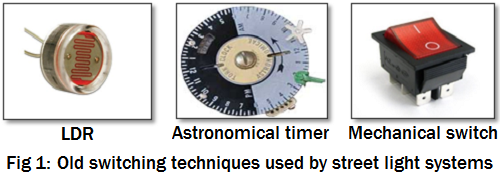 LDR
Astronomical timer
Mechanical switch
Fig 1: Old switching techniques used by street light systems